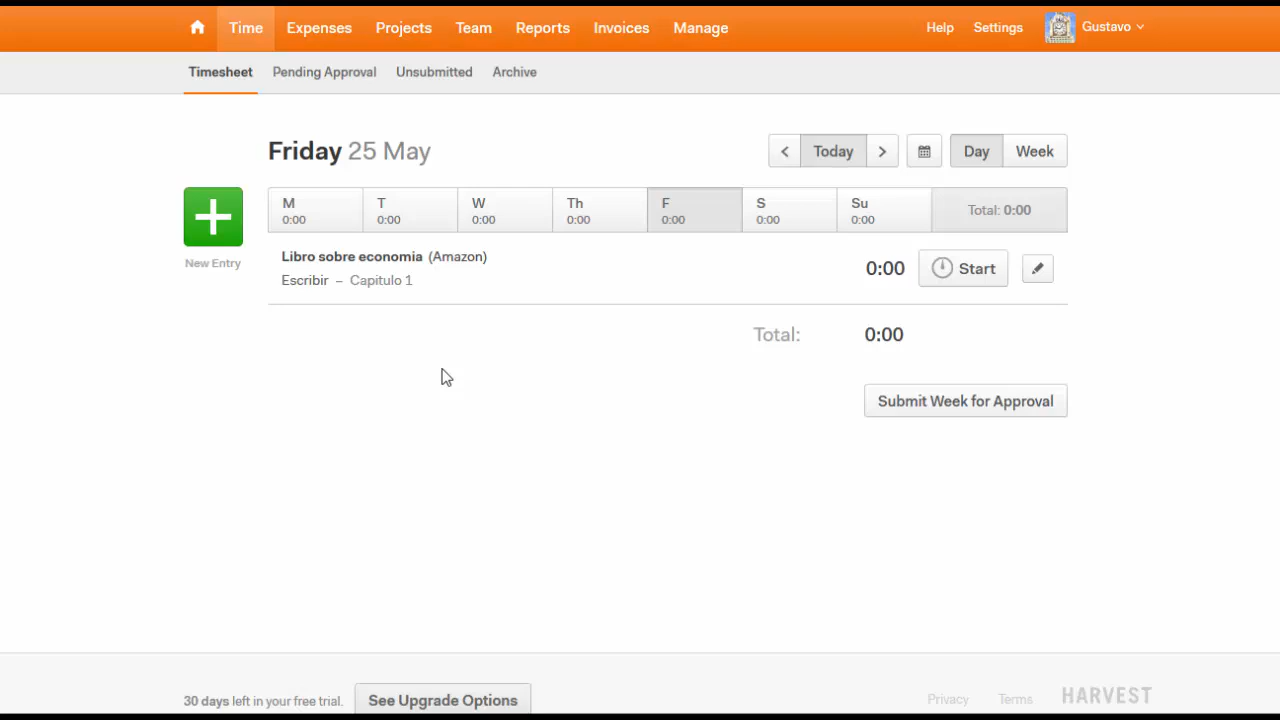 Time Expenses Projects Team Reports Invoices Manage Help Settings Gustavo
Timesheet Pending Approval Unsubmitted Archive
Friday 25 May Today Day Week
M T W Th F S Su
0:00 0:00 0:00 0:00 0:00 0:00 0:00 Total: 0:00
New Entry
Libro sobre economia (Amazon)
Escribir – Capitulo 1
0:00 Start
Total: 0:00
Submit Week for Approval
30 days left in your free trial. See Upgrade Options Privacy Terms HARVEST